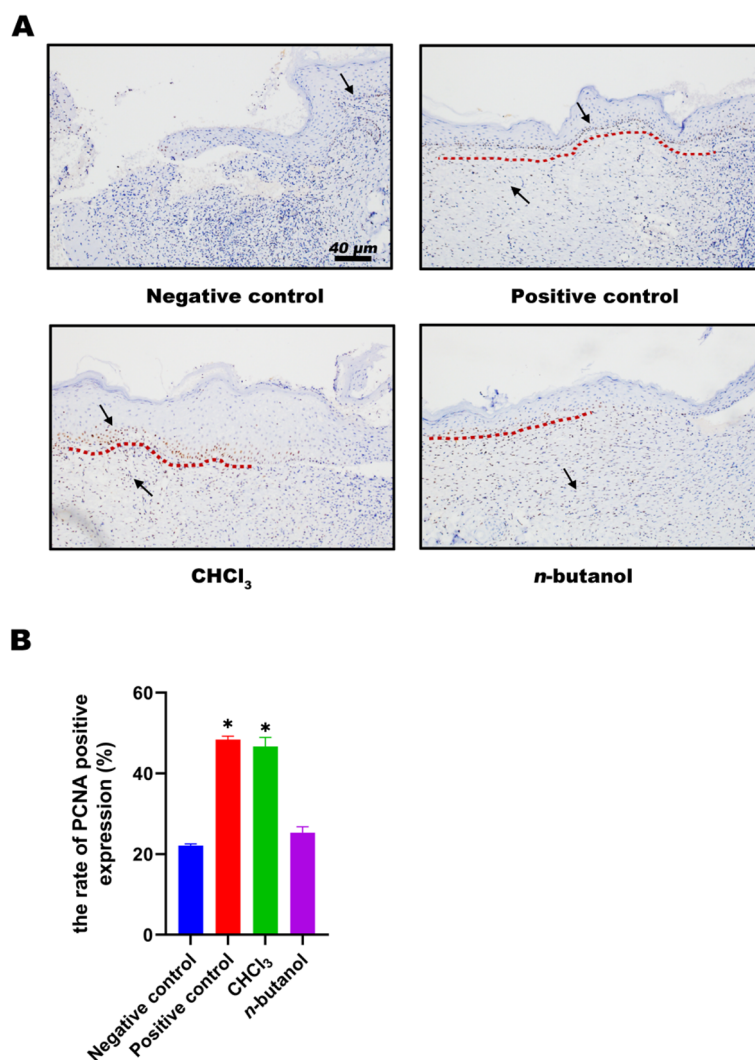 A
40 μm
Negative control
Positive control
CHCl₃
n-butanol
B
the rate of PCNA positive
expression (%)
60
40
20
0
*
*
Negative control
Positive control
CHCl₃
n-butanol